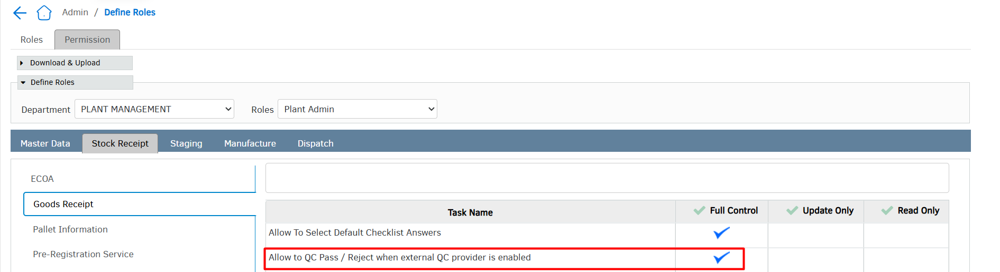 Admin / Define Roles
Roles Permission
Download & Upload
Define Roles
Department PLANT MANAGEMENT Roles Plant Admin
Master Data Stock Receipt Staging Manufacture Dispatch
ECOA
Goods Receipt
Pallet Information
Pre-Registration Service
Task Name Full Control Update Only Read Only
Allow To Select Default Checklist Answers
Allow to QC Pass / Reject when external QC provider is enabled